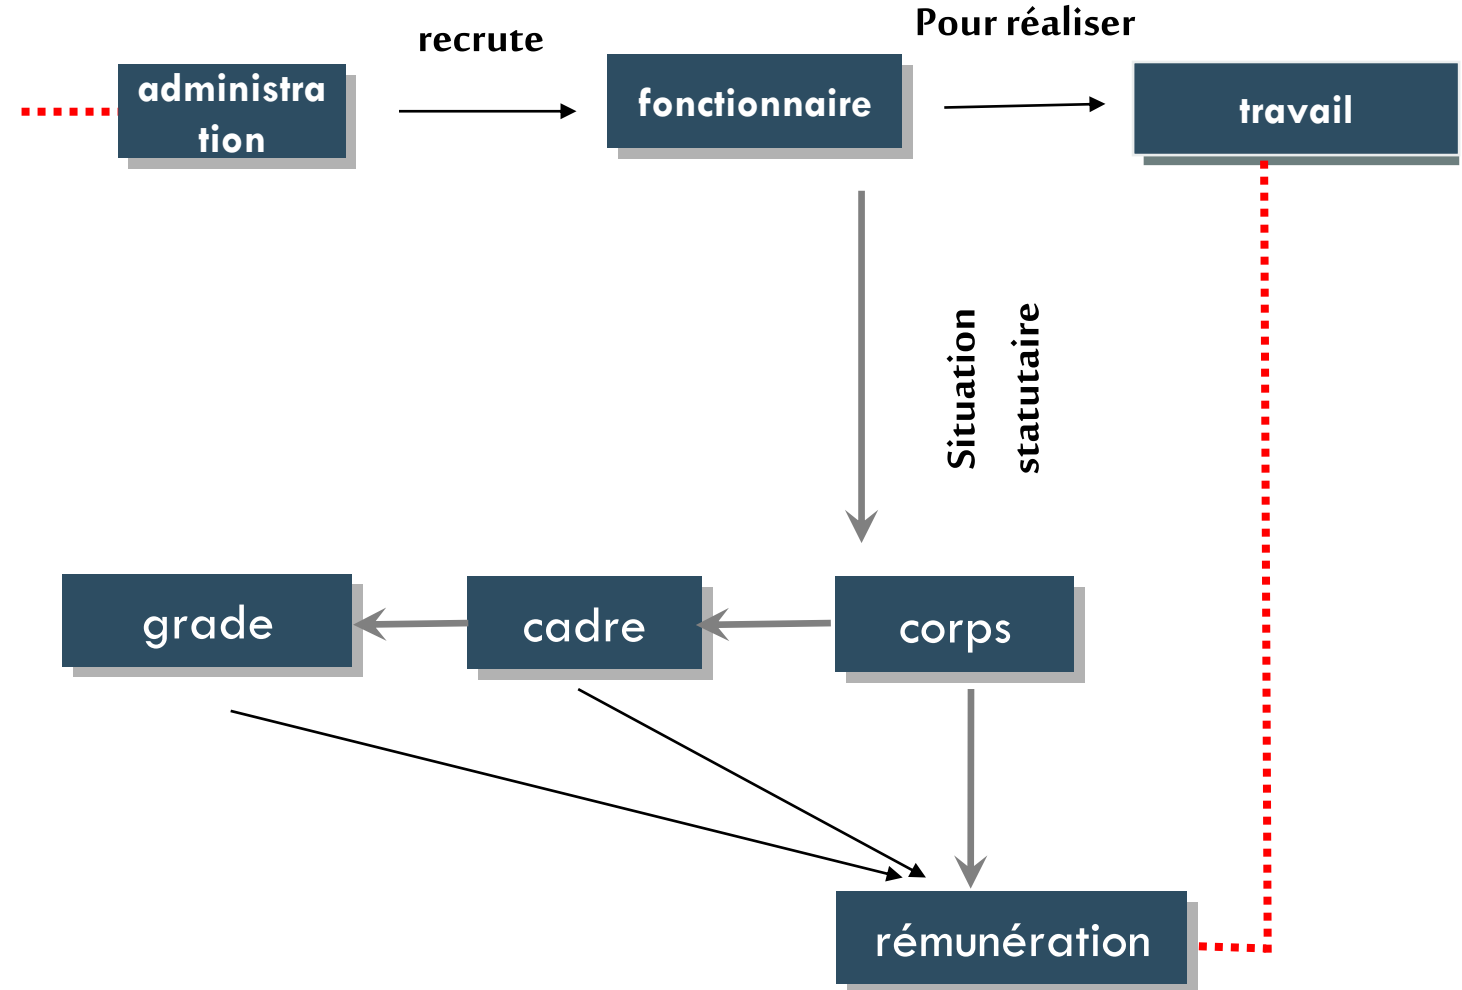 Pour réaliser
recrute
administra
tion
fonctionnaire
travail
Situation
statutaire
grade
cadre
corps
rémunération